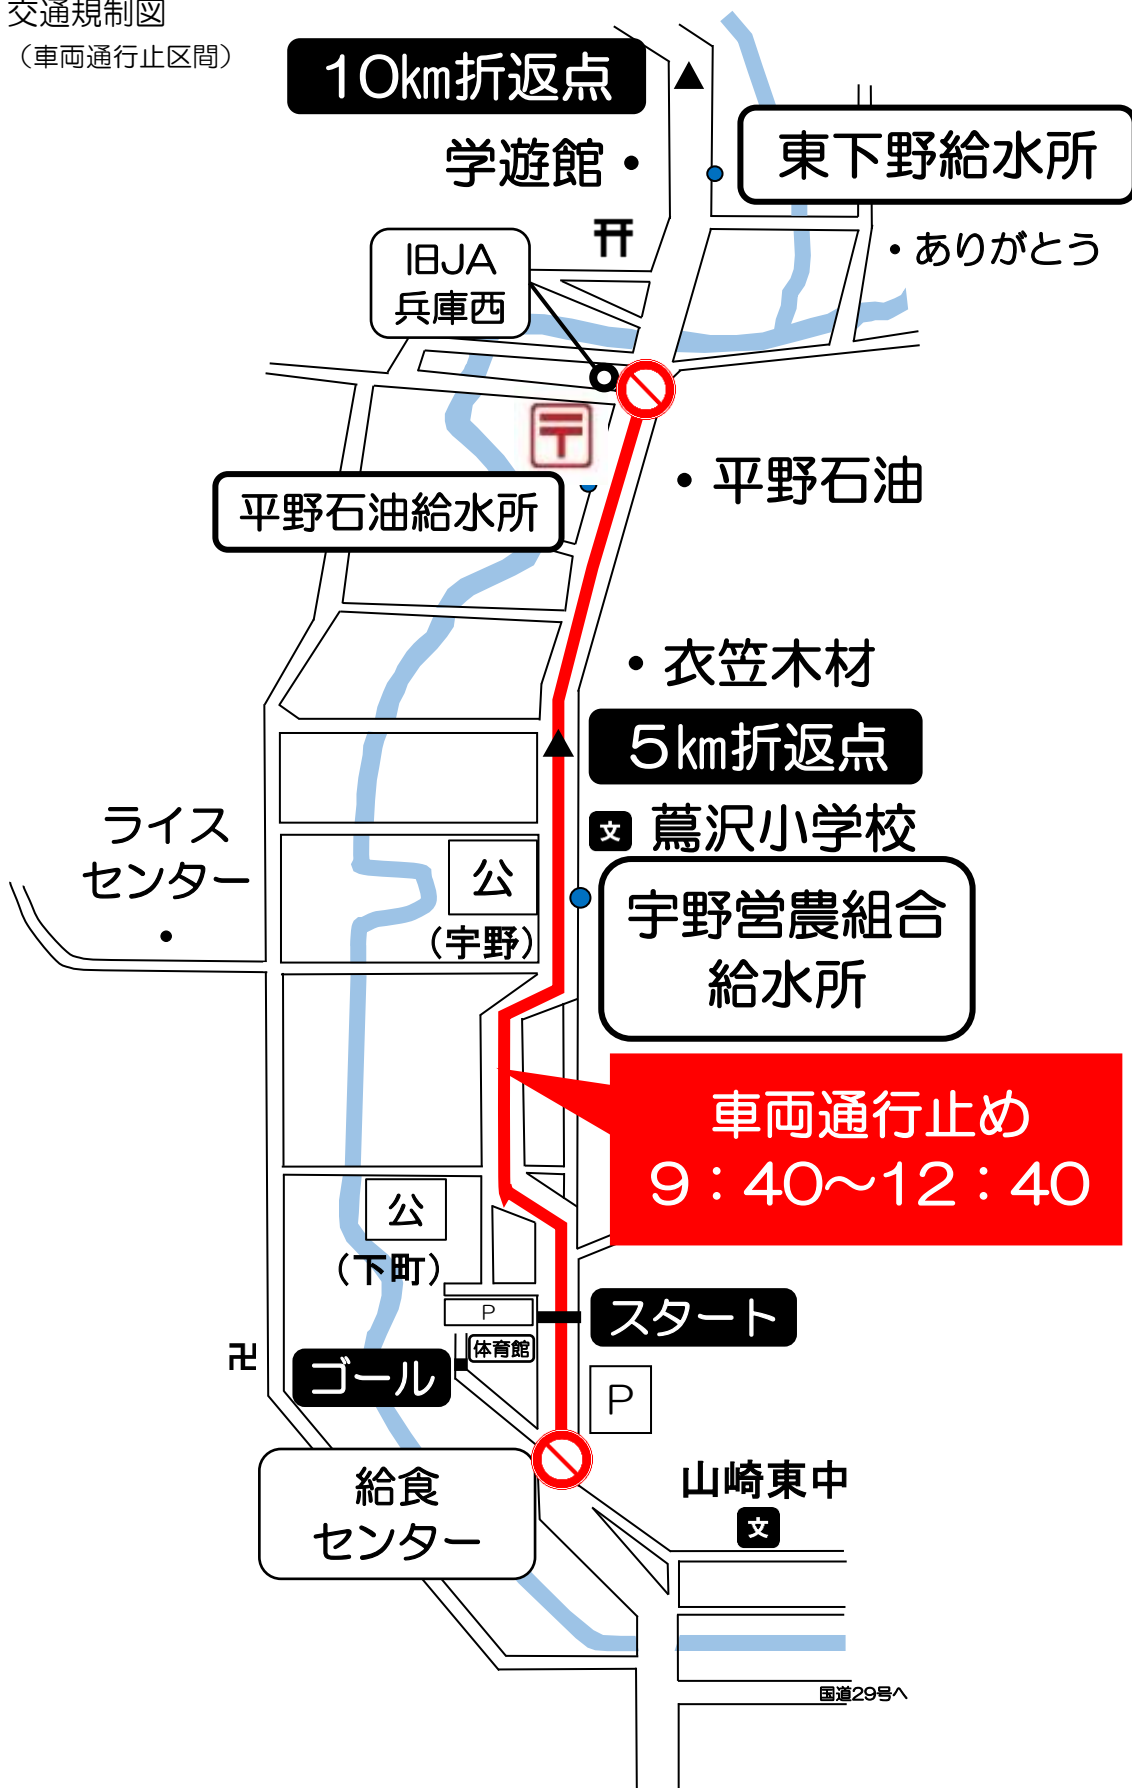 交通規制図
（車両通行止区間）
10km折返点
学遊館
東下野給水所
ありがとう
旧JA
兵庫西
平野石油
平野石油給水所
衣笠木材
5km折返点
文
蔦沢小学校
ライス
センター
公
（宇野）
宇野営農組合
給水所
車両通行止め
9：40～12：40
公
（下町）
P
スタート
体育館
ゴール
P
給食
センター
山崎東中
文
国道29号へ